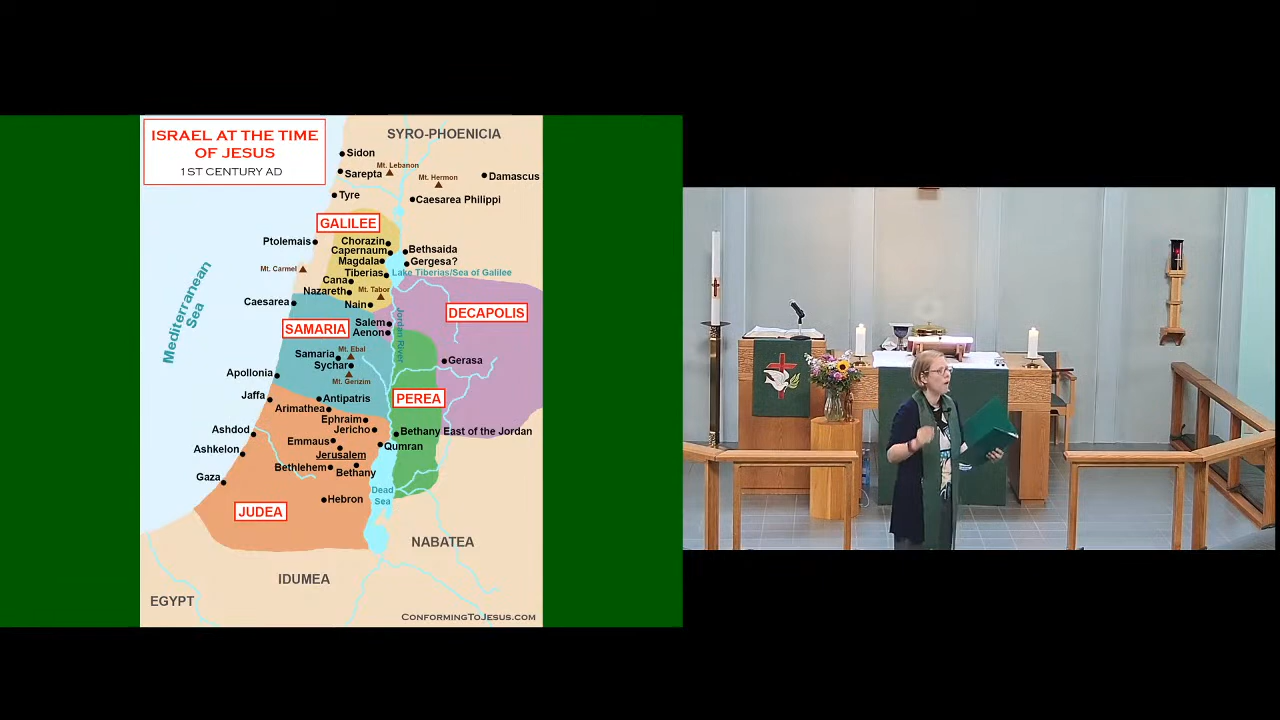 ISRAEL AT THE TIME
OF JESUS
1ST CENTURY AD
SYRO-PHOENICIA
Sidon
Mt. Lebanon
Sarepta
Mt. Hermon
Damascus
Tyre
Caesarea Philippi
GALILEE
Ptolemais
Chorazin
Capernaum
Bethsaida
Magdala
Gergesa?
Mt. Carmel
Tiberias
Lake Tiberias/Sea of Galilee
Cana
Nazareth
Mt. Tabor
Caesarea
Nain
Mediterranean
Sea
DECAPOLIS
SAMARIA
Salem
Aenon
Jordan River
Mt. Ebal
Samaria
Sychar
Gerasa
Apollonia
Mt. Gerizim
Jaffa
Antipatris
PEREA
Arimathea
Ephraim
Ashdod
Jericho
Bethany East of the Jordan
Emmaus
Qumran
Ashkelon
Jerusalem
Bethlehem
Bethany
Gaza
Dead
Sea
Hebron
JUDEA
NABATEA
IDUMEA
EGYPT
CONFORMINGTOJESUS.COM